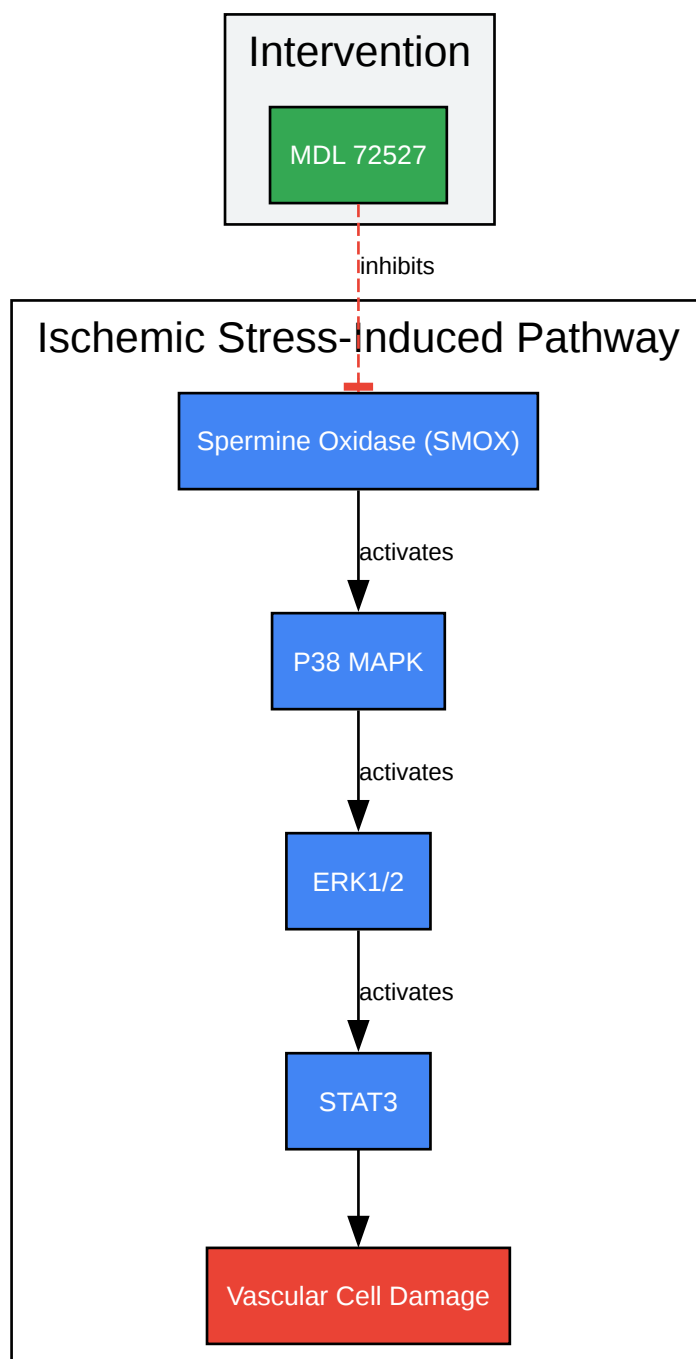 Intervention
MDL 72527
inhibits
Ischemic Stress-Induced Pathway
Spermine Oxidase (SMOX)
activates
P38 MAPK
activates
ERK1/2
activates
STAT3
Vascular Cell Damage